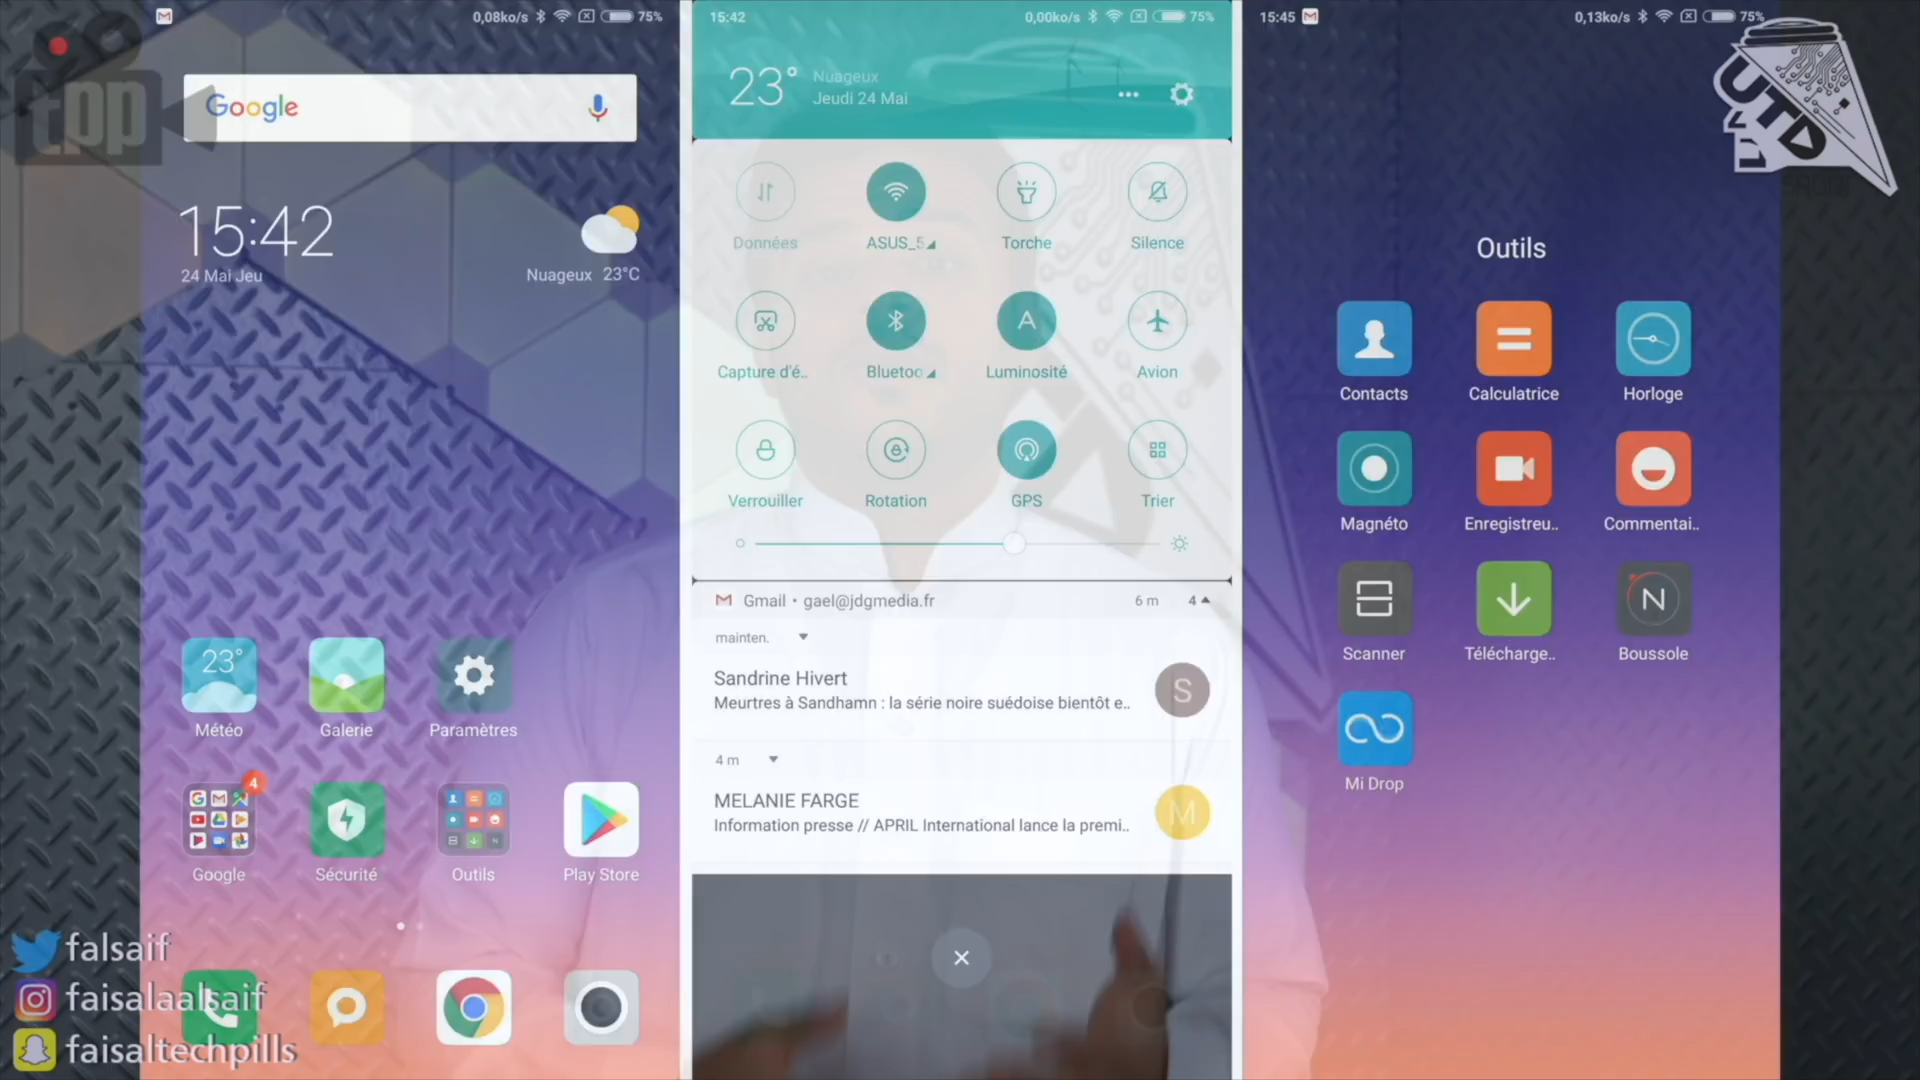 0,08ko/s
75%
Google
15:42
24 Mai Jeu
Nuageux 23°C
23°
Météo
Galerie
Paramètres
4
Google
Sécurité
Outils
Play Store
15:42
0,00ko/s
75%
23°
Nuageux
Jeudi 24 Mai
Données
ASUS_5
Torche
Silence
Capture d'é..
Bluetoo
A
Luminosité
Avion
Verrouiller
Rotation
GPS
Trier
Gmail • gael@jdgmedia.fr
6 m
4
mainten.
Sandrine Hivert
Meurtres à Sandhamn : la série noire suédoise bientôt e..
S
4 m
MELANIE FARGE
Information presse // APRIL International lance la premi..
M
15:45
0,13ko/s
75%
Outils
Contacts
Calculatrice
Horloge
Magnéto
Enregistreu..
Commentai..
Scanner
Télécharge..
N
Boussole
Mi Drop
tpp
UTD
falsaif
faisalaalsaif
faisaltechpills